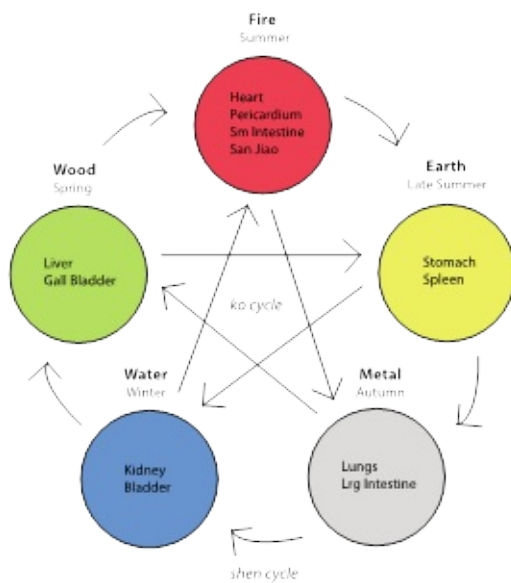 Fire
Summer
Heart
Pericardium
Sm Intestine
San Jiao
Wood
Spring
Earth
Late Summer
Liver
Gall Bladder
Stomach
Spleen
ko cycle
Water
Winter
Metal
Autumn
Kidney
Bladder
Lungs
Lrg Intestine
shen cycle